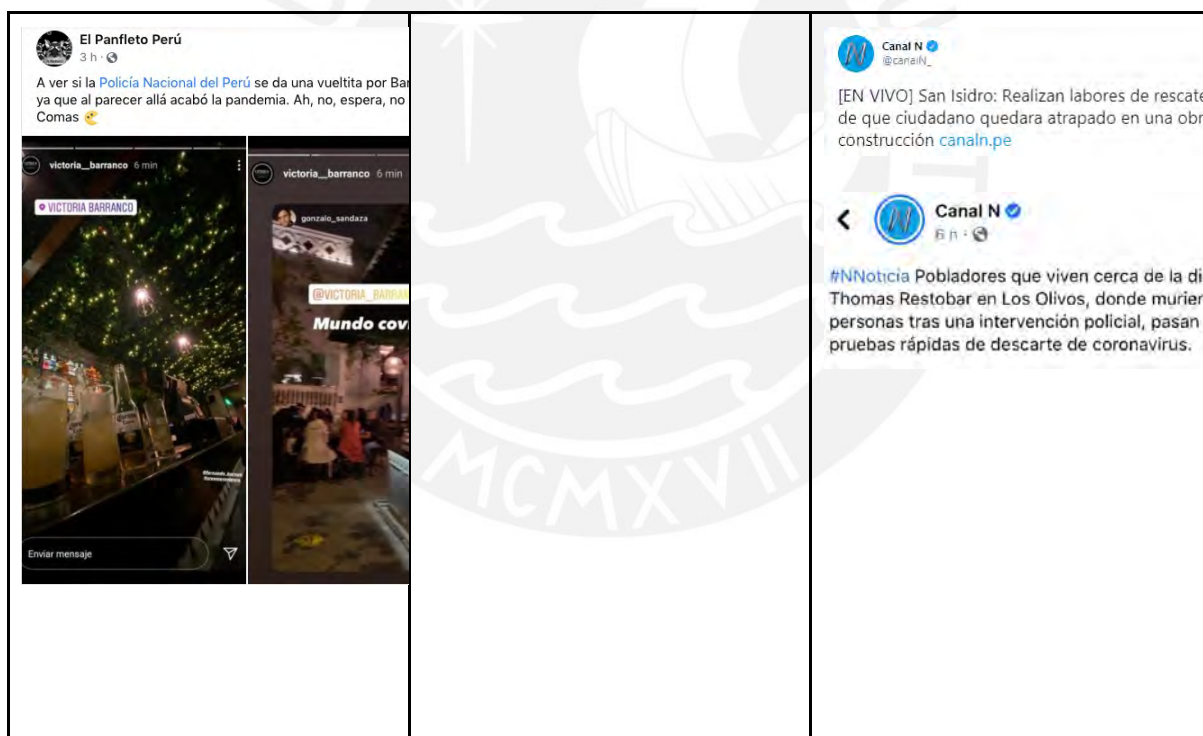 El Panfleto Perú
3 h ·
A ver si la Policía Nacional del Perú se da una vueltita por Bar
ya que al parecer allá acabó la pandemia. Ah, no, espera, no
Comas
victoria__barranco 6 min
VICTORIA BARRANCO
Enviar mensaje
victoria__barranco 6 min
gonzalo_sandaza
@VICTORIA_BARRAN
Mundo covi
MCMXVII
Canal N
@canalN_
[EN VIVO] San Isidro: Realizan labores de rescate
de que ciudadano quedara atrapado en una obr
construcción canaln.pe
Canal N
6 h ·
#NNoticia Pobladores que viven cerca de la di
Thomas Restobar en Los Olivos, donde murier
personas tras una intervención policial, pasan
pruebas rápidas de descarte de coronavirus.